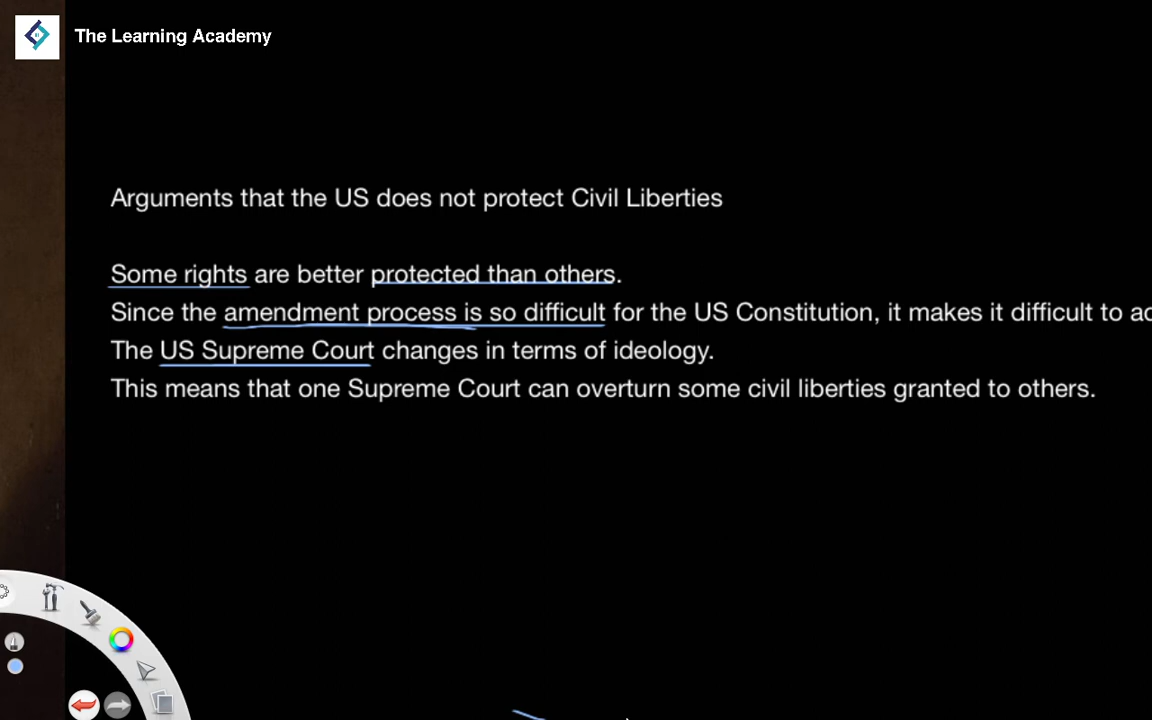 The Learning Academy
Arguments that the US does not protect Civil Liberties
Some rights are better protected than others.
Since the amendment process is so difficult for the US Constitution, it makes it difficult to
The US Supreme Court changes in terms of ideology.
This means that one Supreme Court can overturn some civil liberties granted to others.